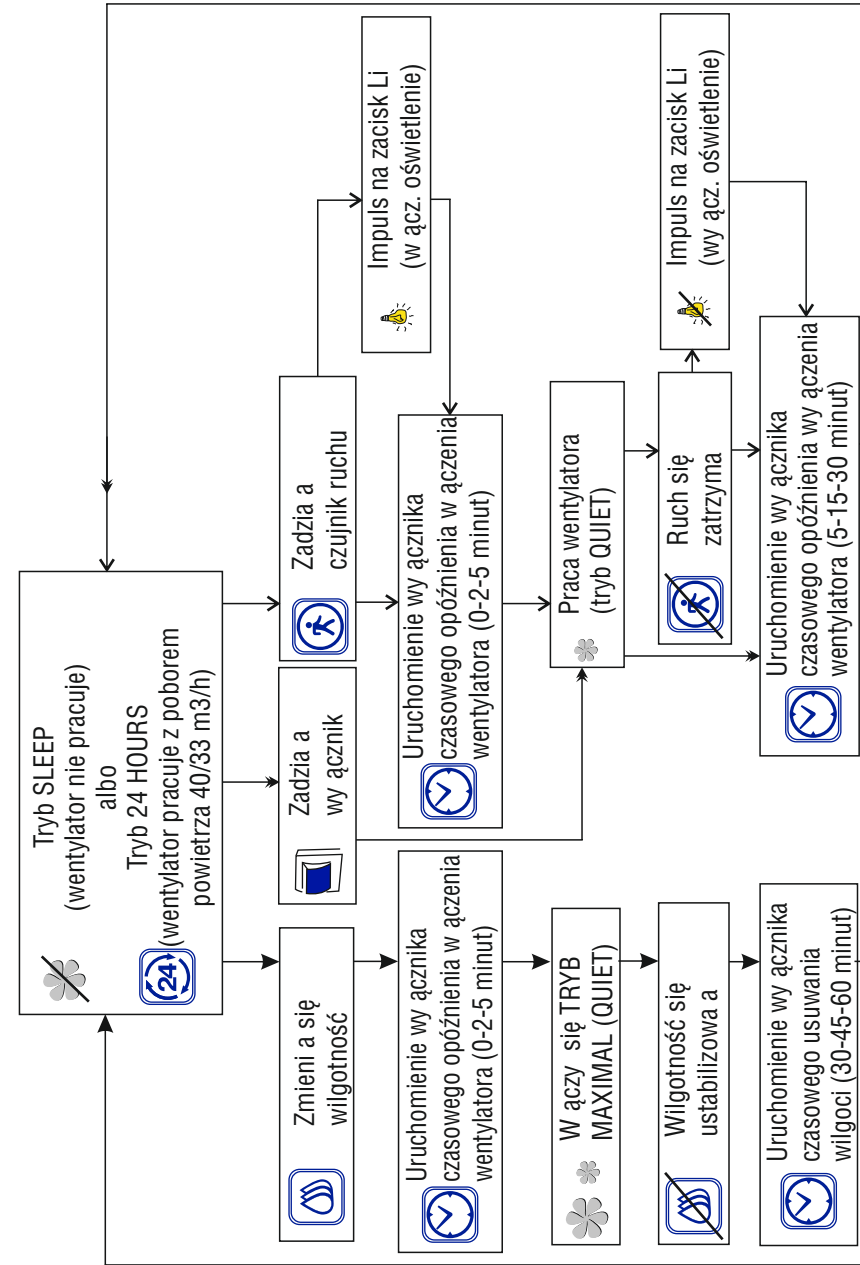 Tryb SLEEP
(wentylator nie pracuje)
albo
Tryb 24 HOURS
(wentylator pracuje z poborem
powietrza 40/33 m3/h)
24
Zmieni a się
wilgotność
Zadzia a
wy ącznik
Zadzia a
czujnik ruchu
Impuls na zacisk Li
(w ącz. oświetlenie)
Uruchomienie wy ącznika
czasowego opóźnienia w ączenia
wentylatora (0-2-5 minut)
Uruchomienie wy ącznika
czasowego opóźnienia w ączenia
wentylatora (0-2-5 minut)
W ączy się TRYB
MAXIMAL (QUIET)
Praca wentylatora
(tryb QUIET)
Wilgotność się
ustabilizowa a
Ruch się
zatrzyma
Impuls na zacisk Li
(wy ącz. oświetlenie)
Uruchomienie wy ącznika
czasowego usuwania
wilgoci (30-45-60 minut)
Uruchomienie wy ącznika
czasowego opóźnienia wy ączenia
wentylatora (5-15-30 minut)